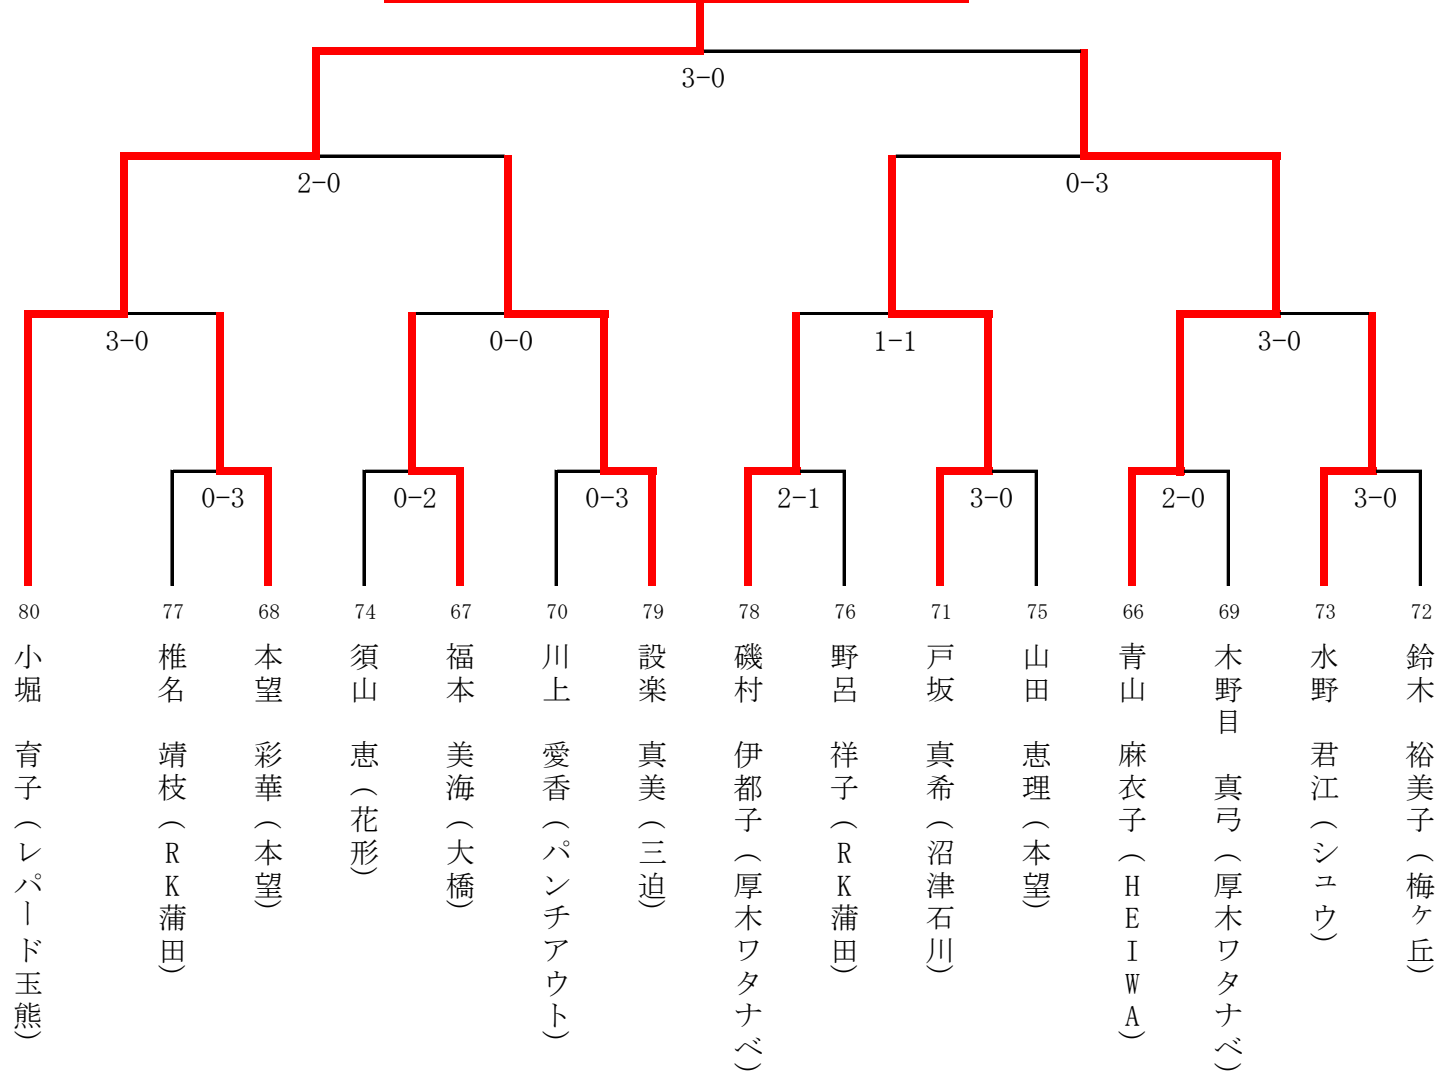 3-0
2-0
0-3
3-0
0-0
1-1
3-0
0-3
0-2
0-3
2-1
3-0
2-0
3-0
80
77
68
74
67
70
79
78
76
71
75
66
69
73
72
小堀 育子(レパード玉熊)
椎名 靖枝(RK蒲田)
本望 彩華(本望)
須山 恵(花形)
福本 美海(大橋)
川上 愛香(パンチアウト)
設楽 真美(三迫)
磯村 伊都子(厚木ワタナベ)
野呂 祥子(RK蒲田)
戸坂 真希(沼津石川)
山田 恵理(本望)
青山 麻衣子(HEIWA)
木野目 真弓(厚木ワタナベ)
水野 君江(シュウ)
鈴木 裕美子(梅ケ丘)